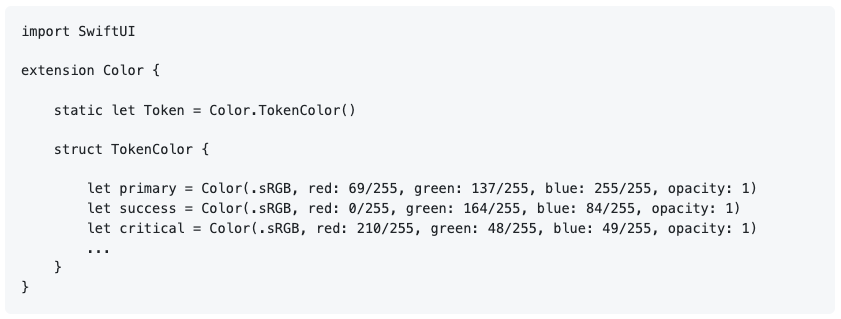 import SwiftUI
extension Color {
static let Token = Color.TokenColor()
struct TokenColor {
let primary = Color(.sRGB, red: 69/255, green: 137/255, blue: 255/255, opacity: 1)
let success = Color(.sRGB, red: 0/255, green: 164/255, blue: 84/255, opacity: 1)
let critical = Color(.sRGB, red: 210/255, green: 48/255, blue: 49/255, opacity: 1)
...
}
}